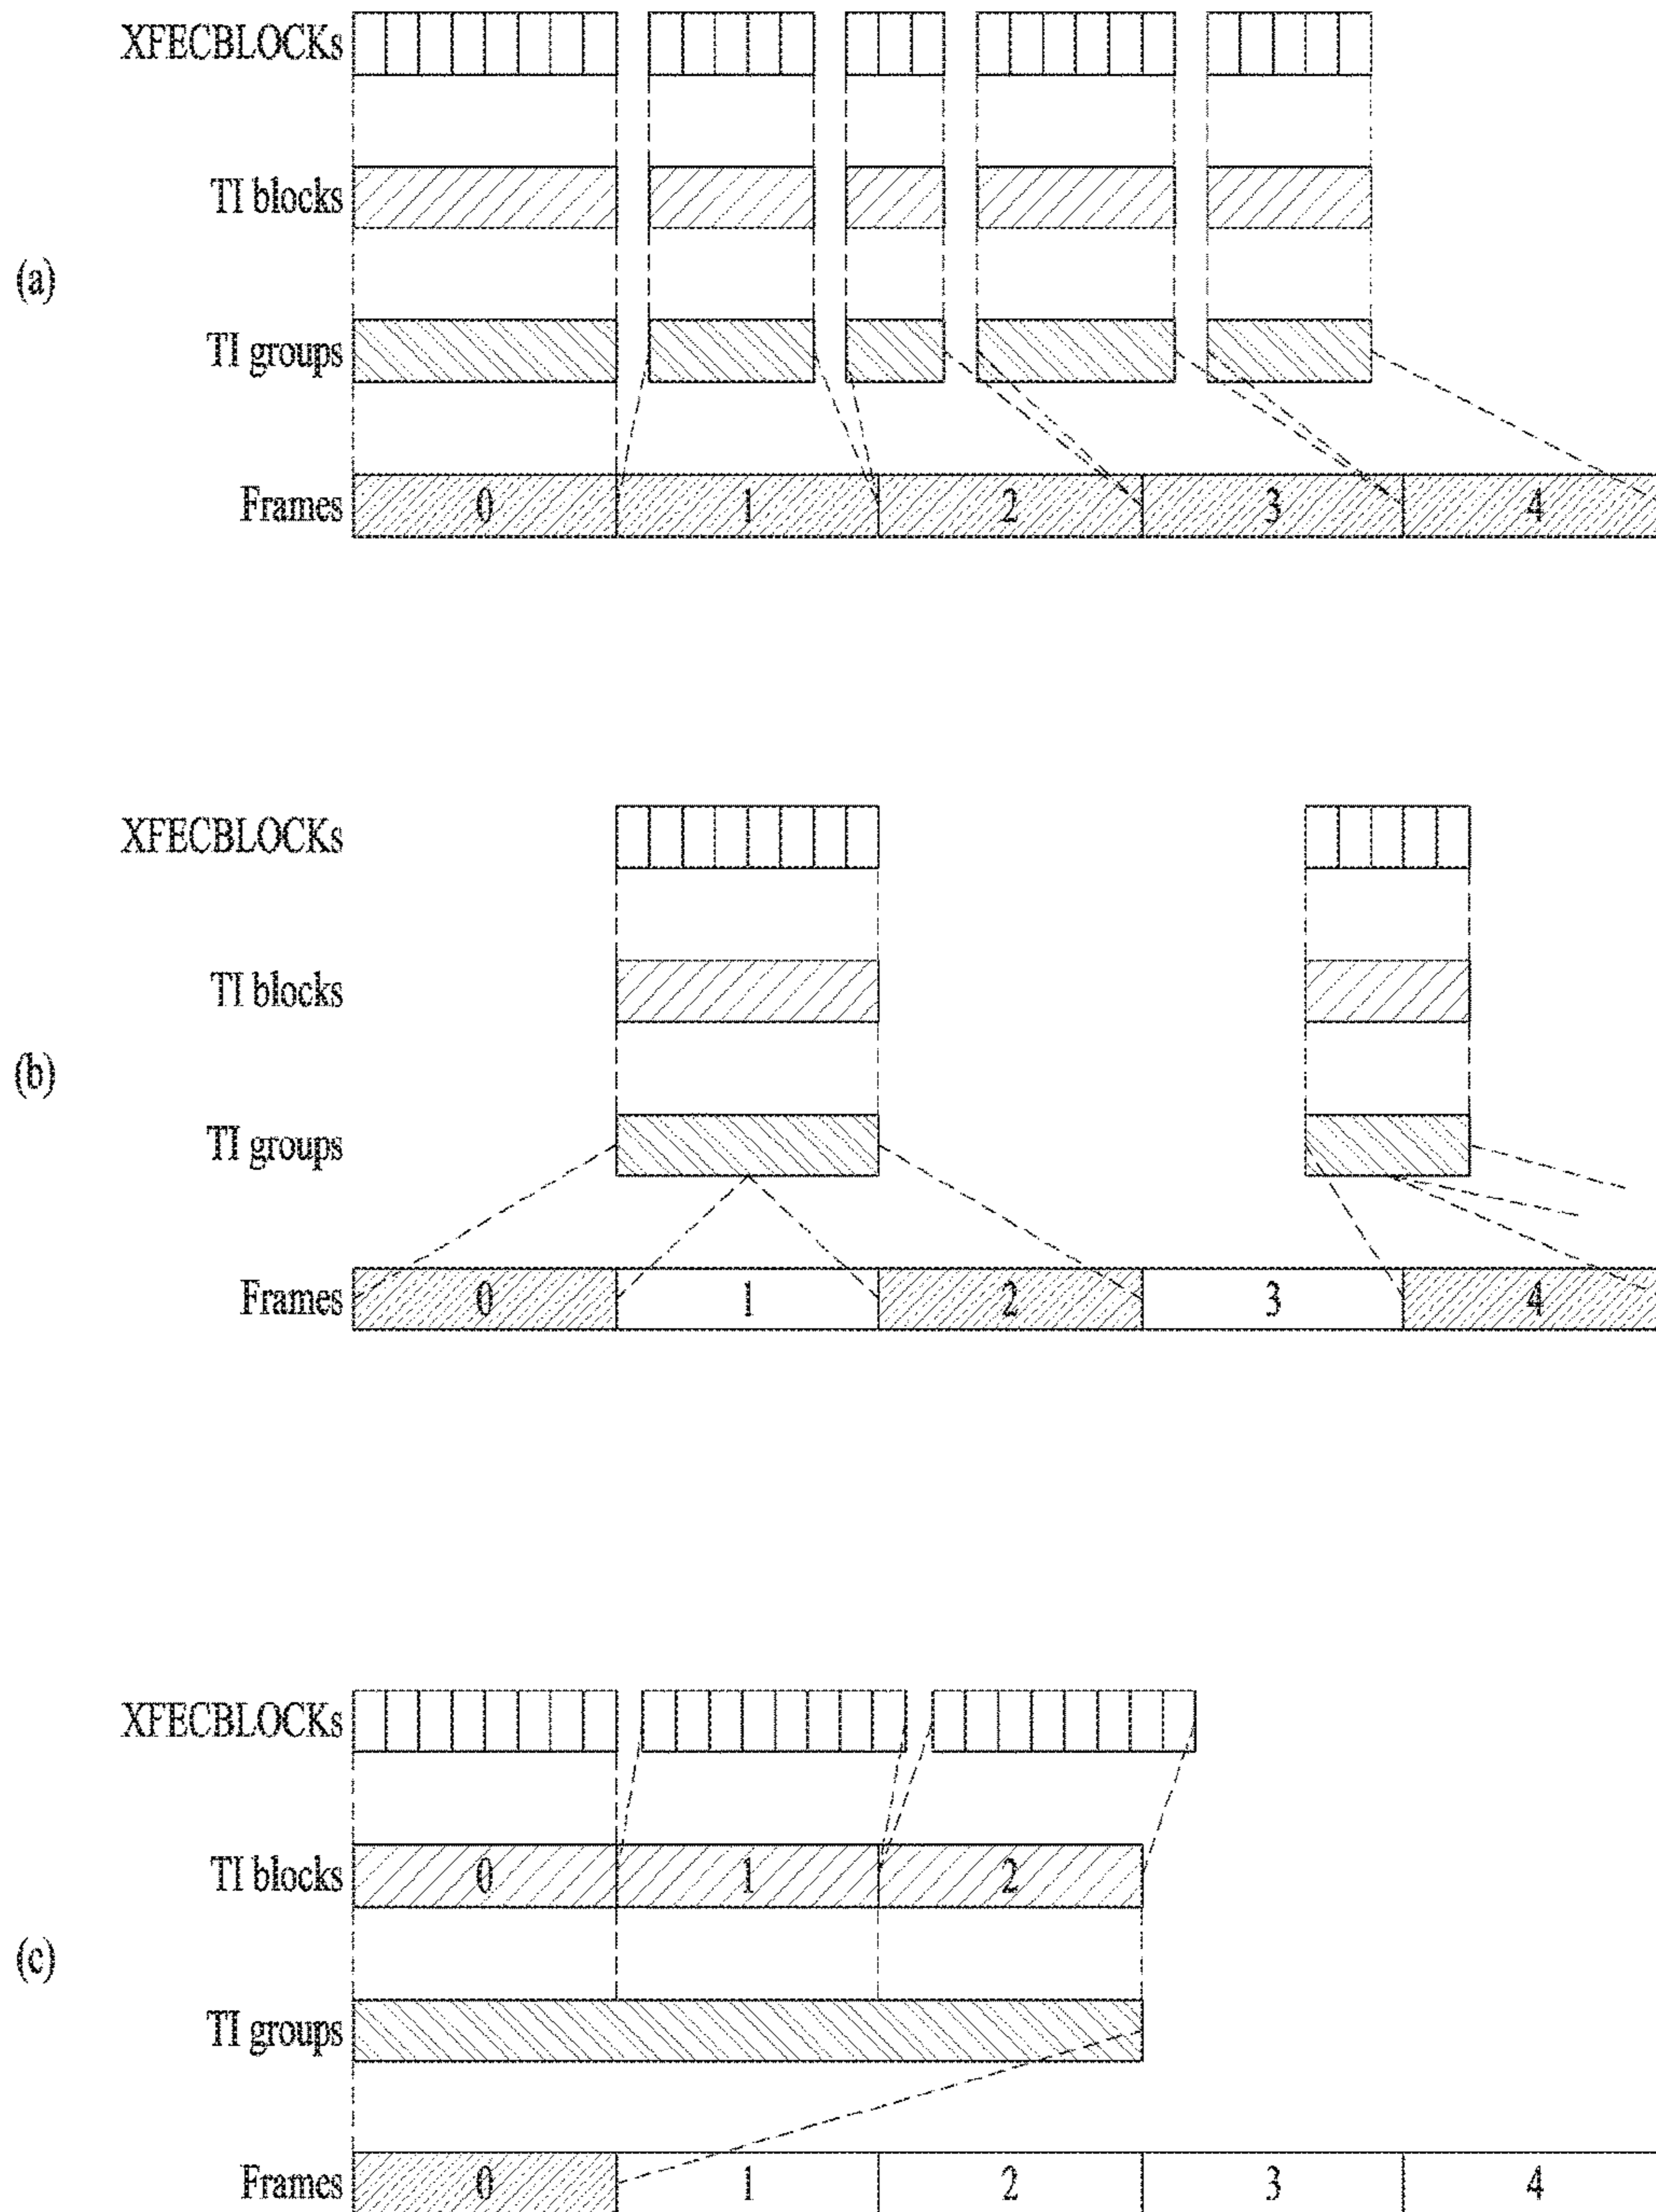 XFECBLOCKs
TI blocks
(a)
TI groups
Frames 0 1 2 3 4
XFECBLOCKs
TI blocks
(b)
TI groups
Frames 0 1 2 3 4
XFECBLOCKs
TI blocks 0 1 2
(c)
TI groups
Frames 0 1 2 3 4